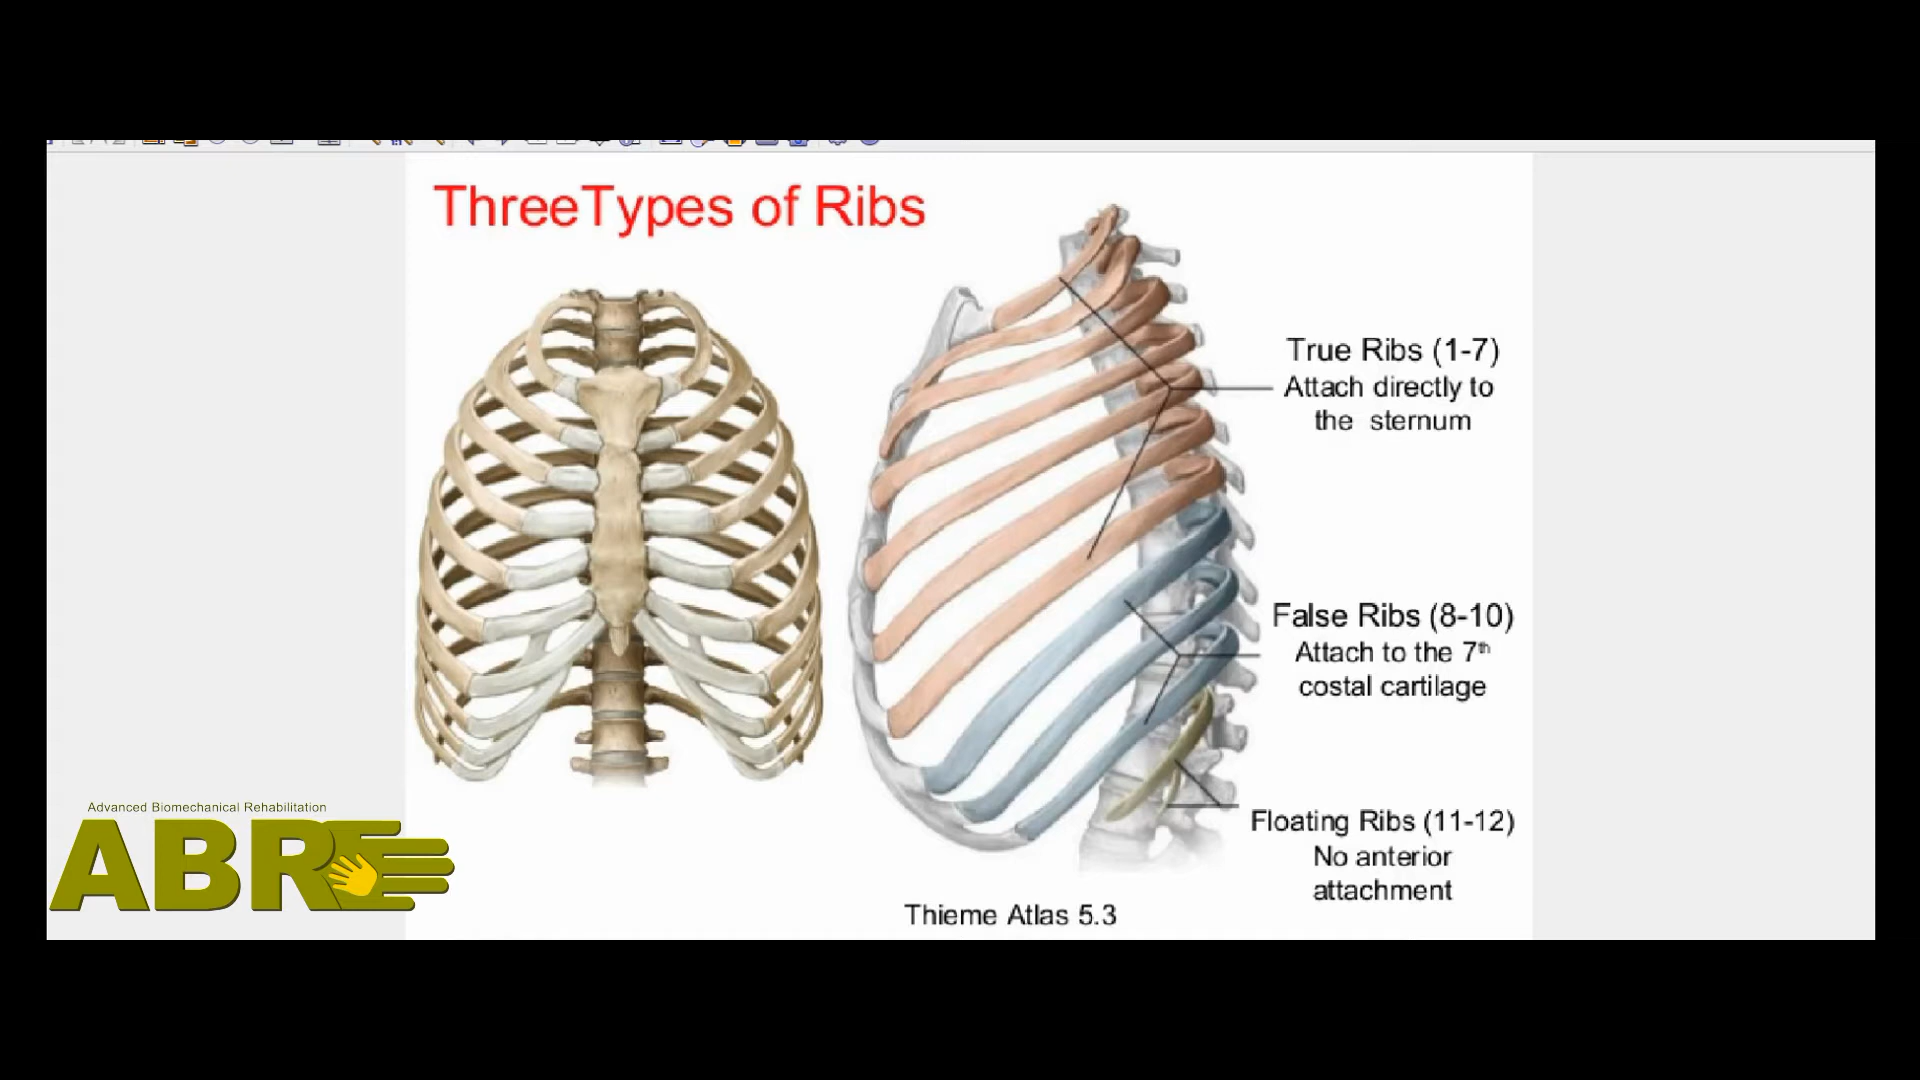 ThreeTypes of Ribs
True Ribs (1-7)
Attach directly to
the sternum
False Ribs (8-10)
Attach to the 7th
costal cartilage
Floating Ribs (11-12)
No anterior
attachment
Thieme Atlas 5.3
Advanced Biomechanical Rehabilitation
ABR